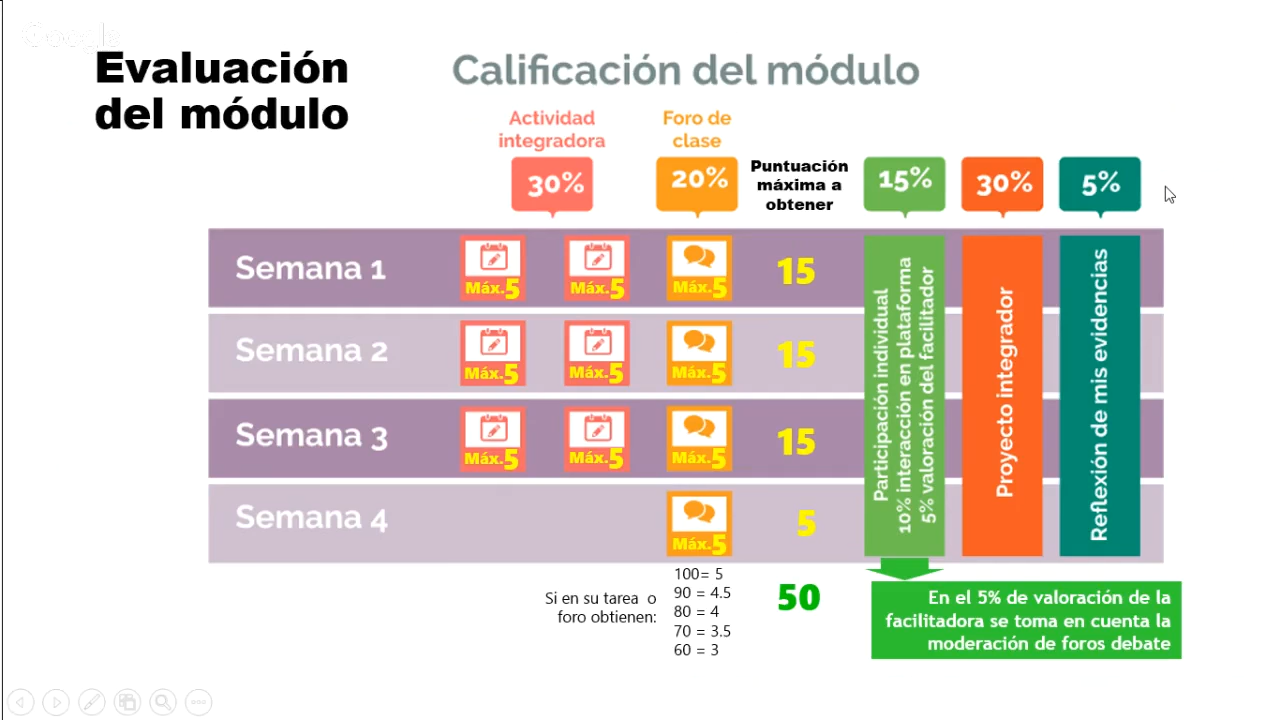 Google
Evaluación
del módulo
Calificación del módulo
Actividad
integradora
30%
Foro de
clase
20%
Puntuación
máxima a
obtener
15%
30%
5%
Semana 1
Máx.5
Máx.5
Máx.5
15
Semana 2
Máx.5
Máx.5
Máx.5
15
Semana 3
Máx.5
Máx.5
Máx.5
15
Semana 4
Máx.5
5
Participación individual
10% interacción en plataforma
5% valoración del facilitador
Proyecto integrador
Reflexión de mis evidencias
Si en su tarea o
foro obtienen:
100= 5
90 = 4.5
80 = 4
70 = 3.5
60 = 3
50
En el 5% de valoración de la
facilitadora se toma en cuenta la
moderación de foros debate